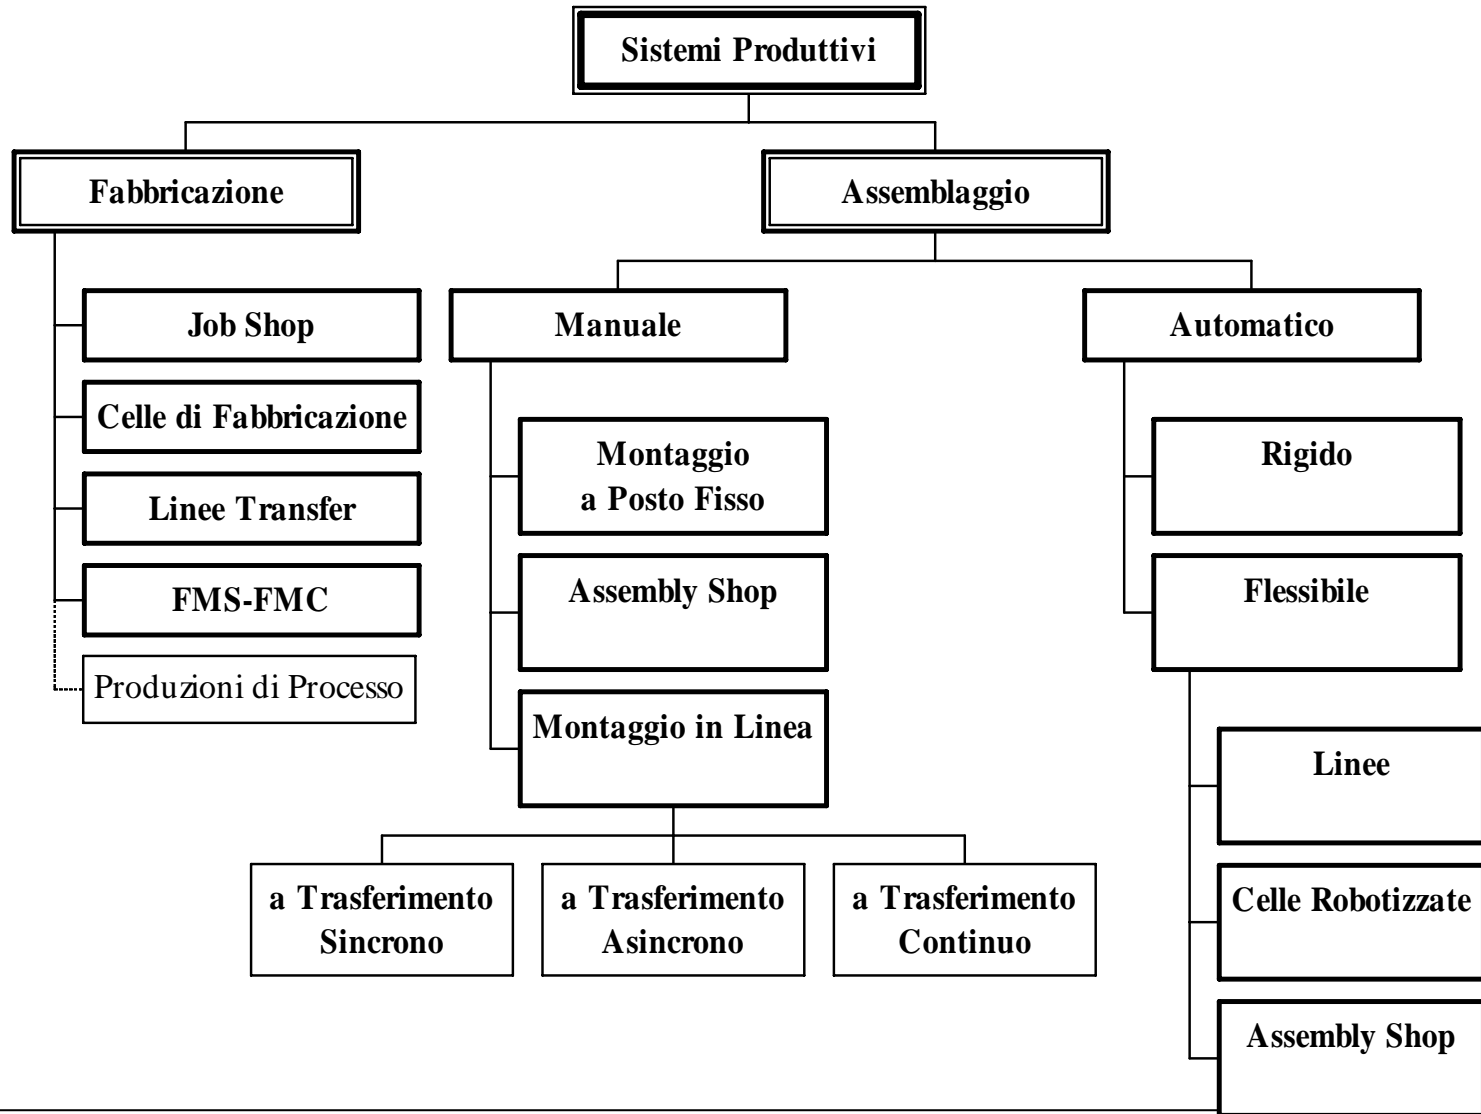 Sistemi Produttivi
Fabbricazione
Assemblaggio
Job Shop
Celle di Fabbricazione
Linee Transfer
FMS-FMC
Produzioni di Processo
Manuale
Montaggio
a Posto Fisso
Assembly Shop
Montaggio in Linea
a Trasferimento
Sincrono
a Trasferimento
Asincrono
a Trasferimento
Continuo
Automatico
Rigido
Flessibile
Linee
Celle Robotizzate
Assembly Shop